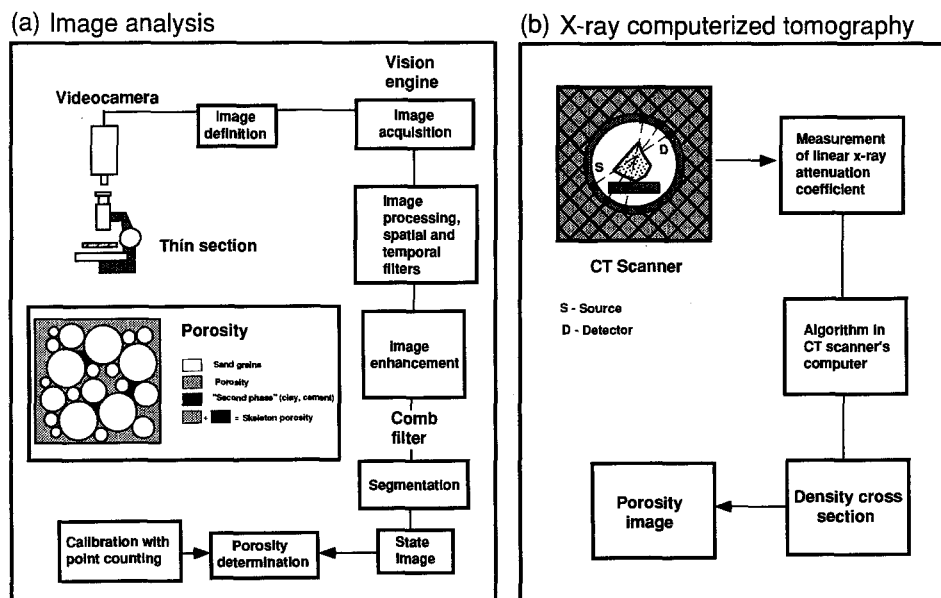 (a) Image analysis
Vision
engine
Videocamera
Image
definition
Image
acquisition
Thin section
Image
processing,
spatial and
temporal
filters
Porosity
Sand grains
Porosity
"Second phase" (clay, cement)
+ = Skeleton porosity
Image
enhancement
Comb
filter
Segmentation
Calibration with
point counting
Porosity
determination
State
image
(b) X-ray computerized tomography
S
D
CT Scanner
S - Source
D - Detector
Measurement
of linear x-ray
attenuation
coefficient
Algorithm in
CT scanner's
computer
Porosity
image
Density cross
section